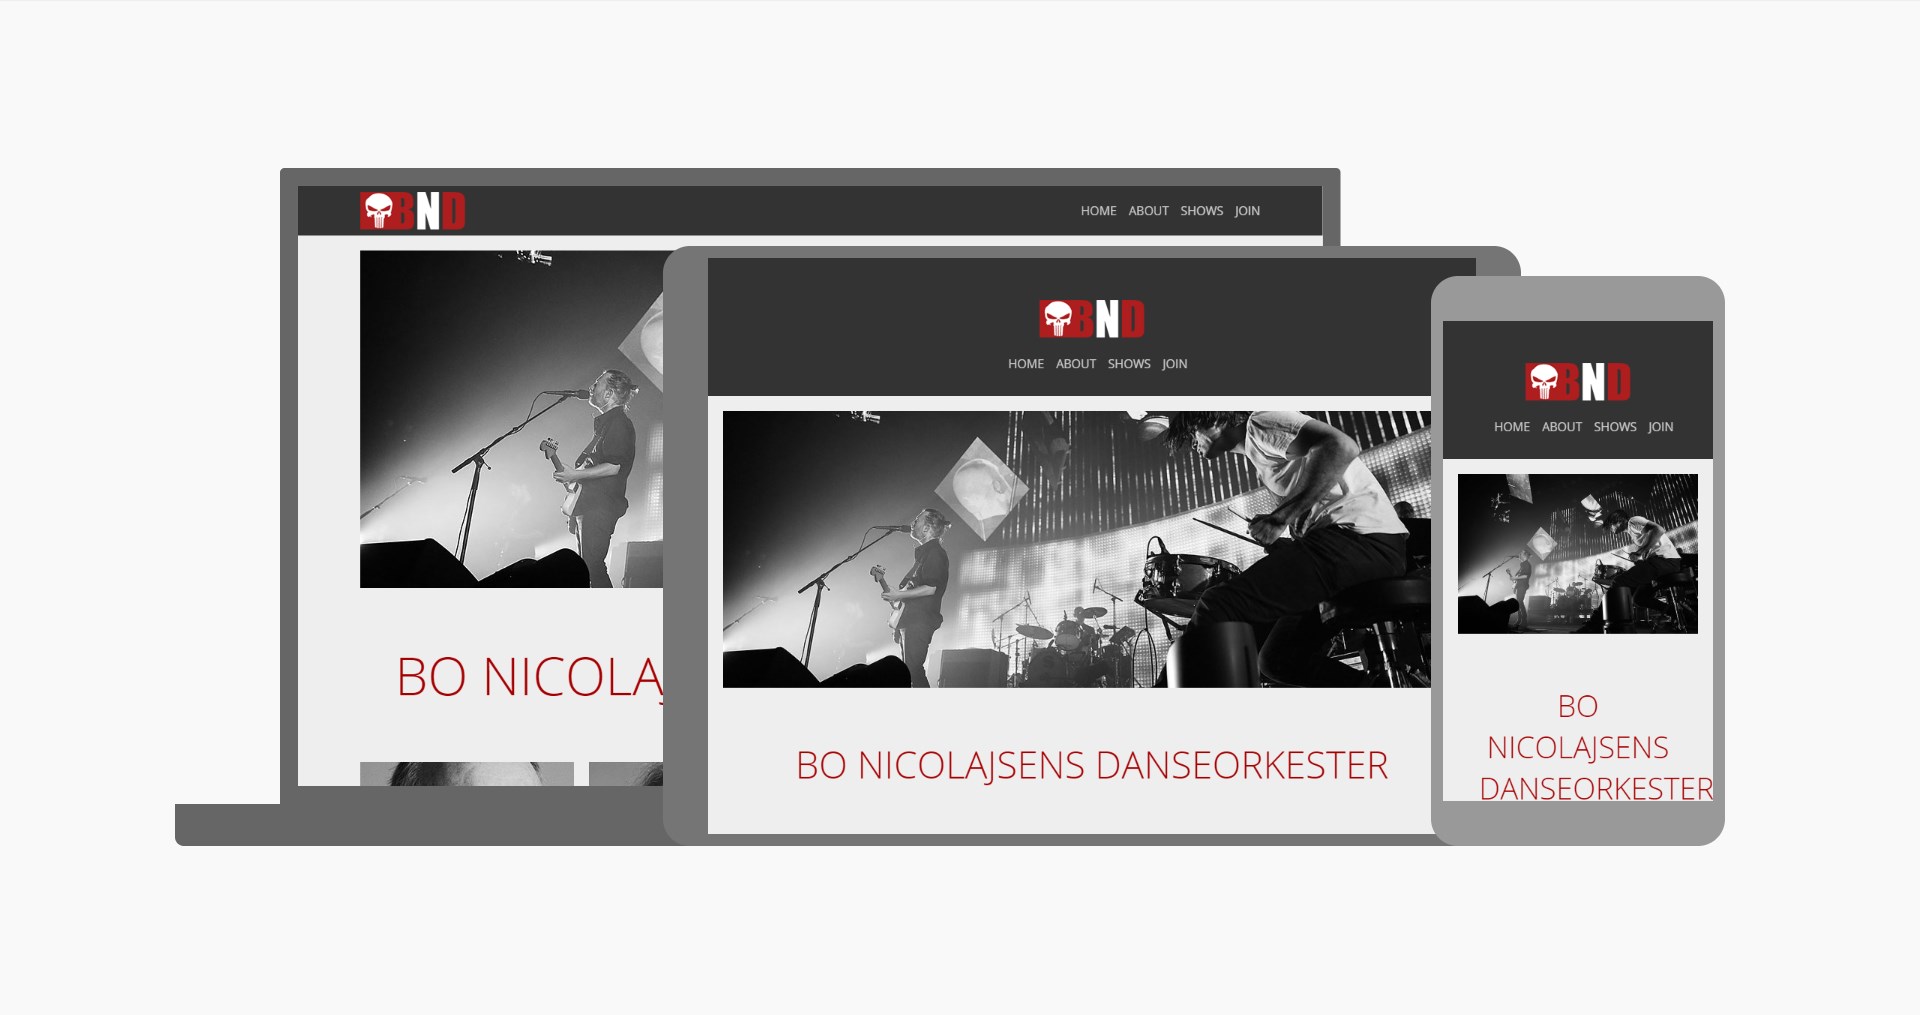 BND
HOME ABOUT SHOWS JOIN
BO NICOLAJ
BND
HOME ABOUT SHOWS JOIN
BO NICOLAJSENS DANSEORKESTER
BND
HOME ABOUT SHOWS JOIN
BO
NICOLAJSENS
DANSEORKESTER